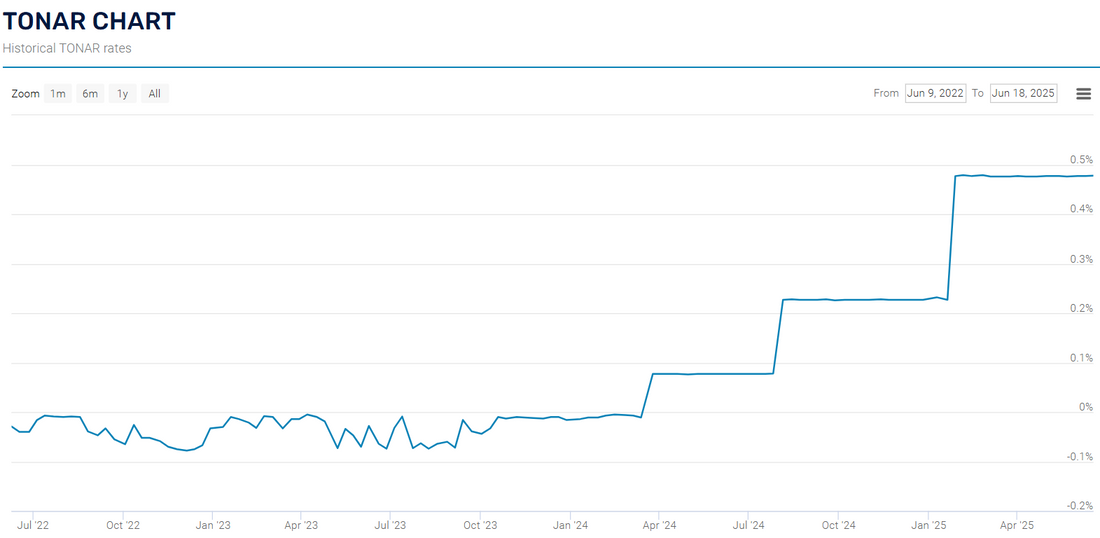 TONAR CHART
Historical TONAR rates
Zoom 1m 6m 1y All From Jun 9, 2022 To Jun 18, 2025
0.5%
0.4%
0.3%
0.2%
0.1%
0%
-0.1%
-0.2%
Jul '22 Oct '22 Jan '23 Apr '23 Jul '23 Oct '23 Jan '24 Apr '24 Jul '24 Oct '24 Jan '25 Apr '25